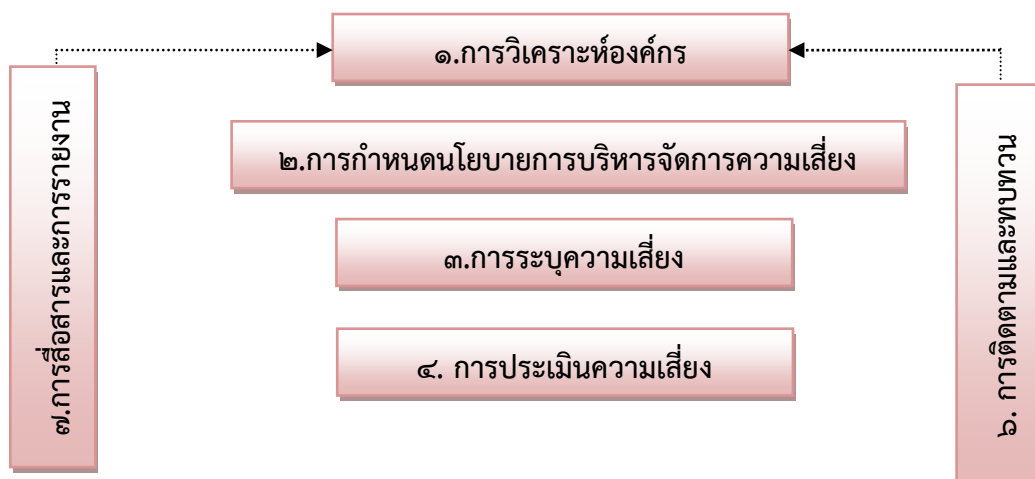 ๑.การวิเคราะห์องค์กร
๒.การกำหนดนโยบายการบริหารจัดการความเสี่ยง
๓.การระบุความเสี่ยง
๔. การประเมินความเสี่ยง
๗.การสื่อสารและการรายงาน
๖. การติดตามและทบทวน